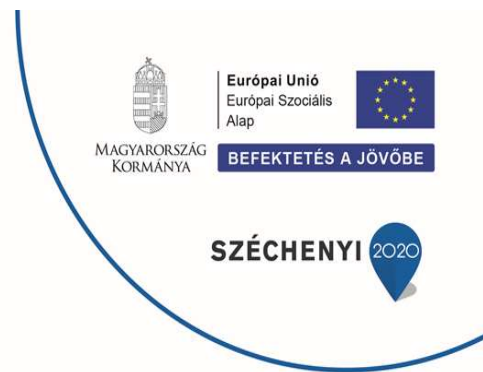 Európai Unió
Európai Szociális
Alap
MAGYARORSZÁG
KORMÁNYA
BEFEKTETÉS A JÖVŐBE
SZÉCHENYI 2020